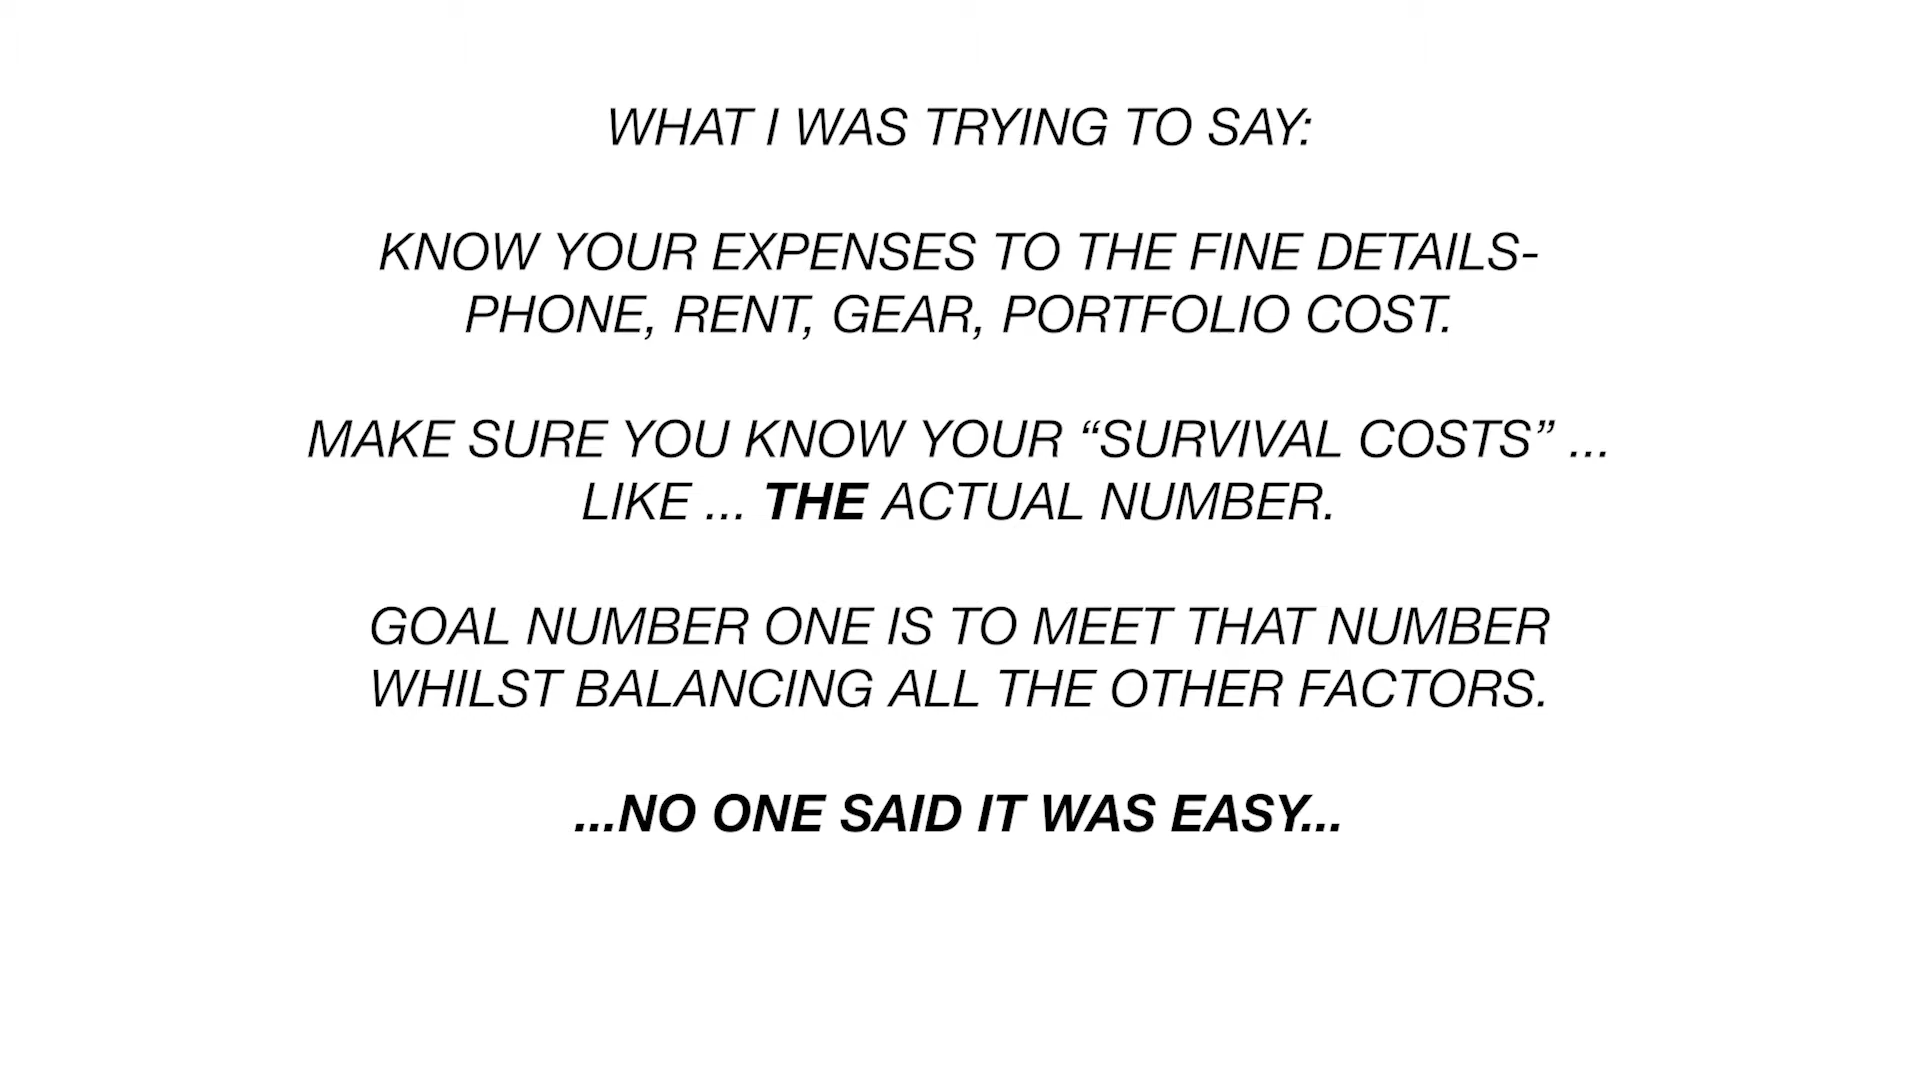 WHAT I WAS TRYING TO SAY:
KNOW YOUR EXPENSES TO THE FINE DETAILS-
PHONE, RENT, GEAR, PORTFOLIO COST.
MAKE SURE YOU KNOW YOUR “SURVIVAL COSTS” ...
LIKE ... THE ACTUAL NUMBER.
GOAL NUMBER ONE IS TO MEET THAT NUMBER
WHILST BALANCING ALL THE OTHER FACTORS.
...NO ONE SAID IT WAS EASY...